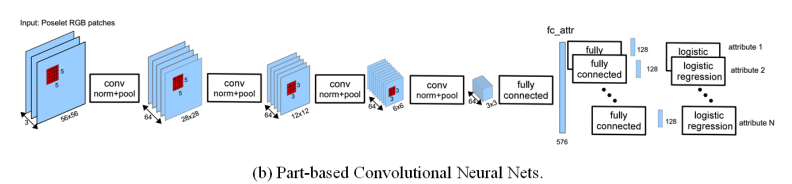 Input: Poselet RGB patches
3
56x56
5
5
conv
norm+pool
64
28x28
5
5
conv
norm+pool
64
12x12
3
3
conv
norm+pool
64
6x6
3
3
conv
norm+pool
64
3x3
fully
connected
fc_attr
576
fully
128
logistic
attribute 1
fully
connected
128
logistic
regression
attribute 2
fully
connected
128
logistic
regression
attribute N
(b) Part-based Convolutional Neural Nets.